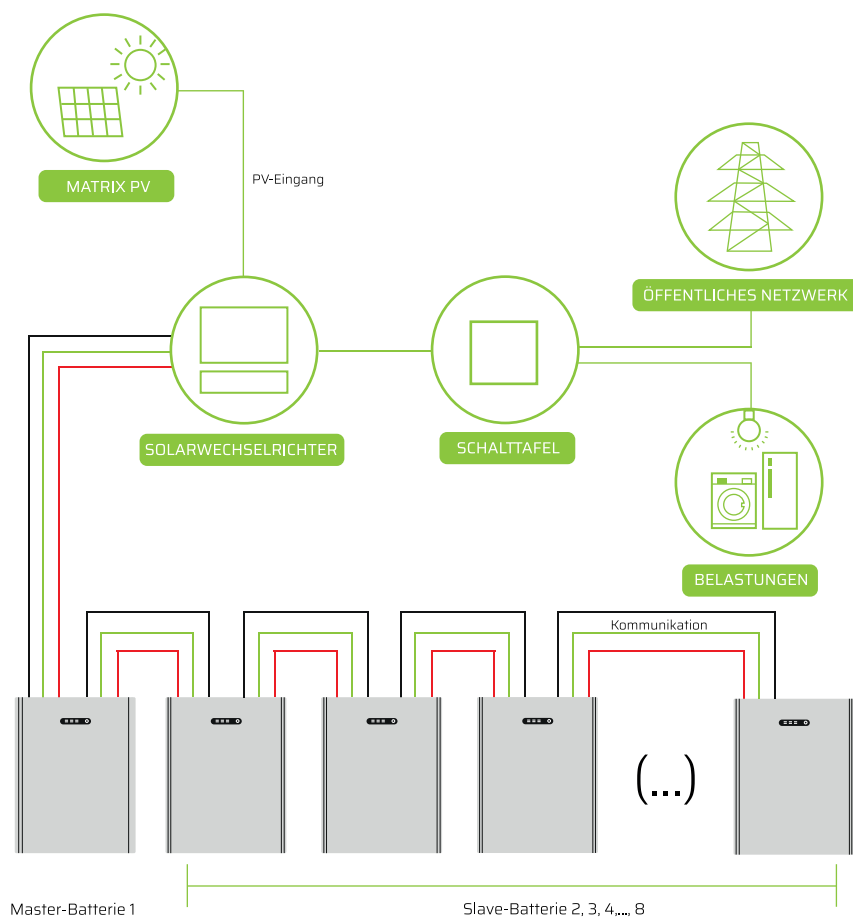 MATRIX PV
PV-Eingang
ÖFFENTLICHES NETZWERK
SOLARWECHSELRICHTER
SCHALTTAFEL
BELASTUNGEN
Kommunikation
(...)
Master-Batterie 1
Slave-Batterie 2, 3, 4,..., 8